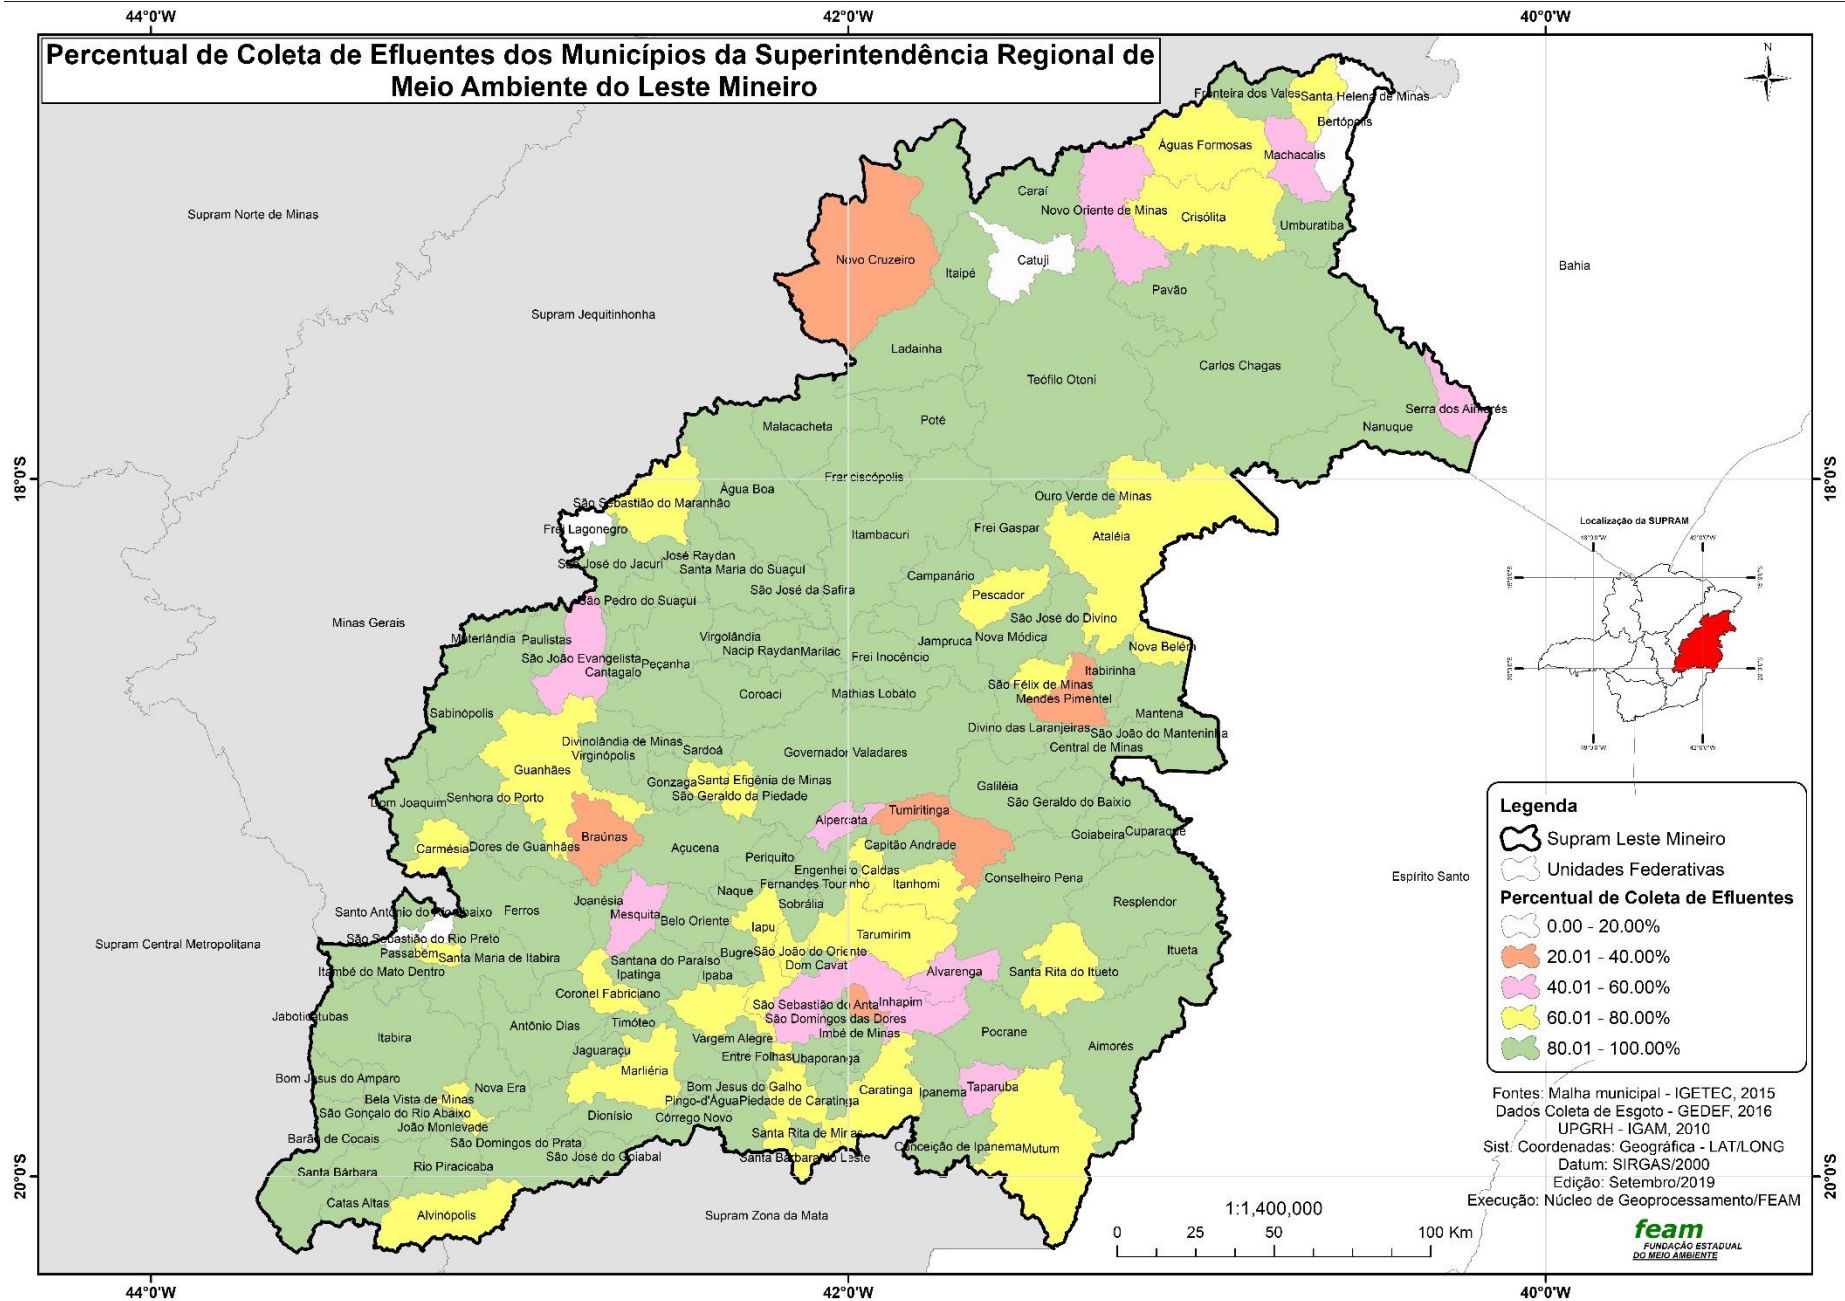 44°0'W
42°0'W
40°0'W
Percentual de Coleta de Efluentes dos Municípios da Superintendência Regional de
Meio Ambiente do Leste Mineiro
N
Fronteira dos Vales
Santa Helena de Minas
Bertópolis
Águas Formosas
Machacalis
Caraí
Novo Oriente de Minas
Crisólita
Umburatiba
Supram Norte de Minas
Novo Cruzeiro
Itaipé
Catuji
Bahia
Pavão
Supram Jequitinhonha
Ladainha
Teófilo Otoni
Carlos Chagas
Serra dos Aimorés
Nanuque
Malacacheta
Poté
18°0'S
18°0'S
Franciscópolis
Água Boa
São Sebastião do Maranhão
Ouro Verde de Minas
Frei Lagonegro
Frei Gaspar
Itambacuri
Ataléia
Localização da SUPRAM
José Raydan
São José do Jacuri
Santa Maria do Suaçuí
Campanário
São José da Safira
Pescador
São Pedro do Suaçuí
São José do Divino
Minas Gerais
Materlândia
Paulistas
Virgolândia
Jampruca
Nova Módica
Nova Belém
Nacip Raydan
Marilac
Frei Inocêncio
São João Evangelista
Peçanha
Cantagalo
Itabirinha
São Félix de Minas
Coroaci
Mathias Lobato
Mendes Pimentel
Sabinópolis
Mantena
Divino das Laranjeiras
São João do Manteninha
Divinolândia de Minas
Virginópolis
Sardoá
Governador Valadares
Central de Minas
Guanhães
Gonzaga
Santa Efigênia de Minas
Galiléia
São Geraldo da Piedade
Senhora do Porto
Dom Joaquim
São Geraldo do Baixio
Tumiritinga
Alpercata
Braúnas
Goiabeira
Cuparaque
Carmésia
Dores de Guanhães
Açucena
Capitão Andrade
Periquito
Engenheiro Caldas
Conselheiro Pena
Fernandes Tourinho
Itanhomi
Naque
Espírito Santo
Joanésia
Sobrália
Resplendor
Santo Antônio do Rio Abaixo
Ferros
Mesquita
Belo Oriente
Iapu
Tarumirim
Supram Central Metropolitana
São Sebastião do Rio Preto
Passabém
Santa Maria de Itabira
Bugre
São João do Oriente
Itueta
Santana do Paraíso
Dom Cavat
Itambé do Mato Dentro
Ipatinga
Ipaba
Alvarenga
Santa Rita do Itueto
Coronel Fabriciano
São Sebastião do Anta
Inhapim
Jaboticatubas
Antônio Dias
Timóteo
São Domingos das Dores
Imbé de Minas
Pocrane
Itabira
Vargem Alegre
Aimorés
Jaguaraçu
Entre Folhas
Ubaporanga
Marliéria
Bom Jesus do Amparo
Nova Era
Bom Jesus do Galho
Caratinga
Ipanema
Taparuba
Bela Vista de Minas
Pingo-d'Água
Piedade de Caratinga
São Gonçalo do Rio Abaixo
Dionísio
Córrego Novo
João Monlevade
Barão de Cocais
São Domingos do Prata
Santa Rita de Minas
Conceição de Ipanema
Mutum
São José do Goiabal
Santa Bárbara do Leste
Santa Bárbara
Rio Piracicaba
Catas Altas
Alvinópolis
Supram Zona da Mata
20°0'S
20°0'S
Legenda
Supram Leste Mineiro
Unidades Federativas
Percentual de Coleta de Efluentes
0.00 - 20.00%
20.01 - 40.00%
40.01 - 60.00%
60.01 - 80.00%
80.01 - 100.00%
Fontes: Malha municipal - IGETEC, 2015
Dados Coleta de Esgoto - GEDEF, 2016
UPGRH - IGAM, 2010
Sist. Coordenadas: Geográfica - LAT/LONG
Datum: SIRGAS/2000
Edição: Setembro/2019
Execução: Núcleo de Geoprocessamento/FEAM
1:1,400,000
0 25 50 100 Km
feam
FUNDAÇÃO ESTADUAL
DO MEIO AMBIENTE
44°0'W
42°0'W
40°0'W